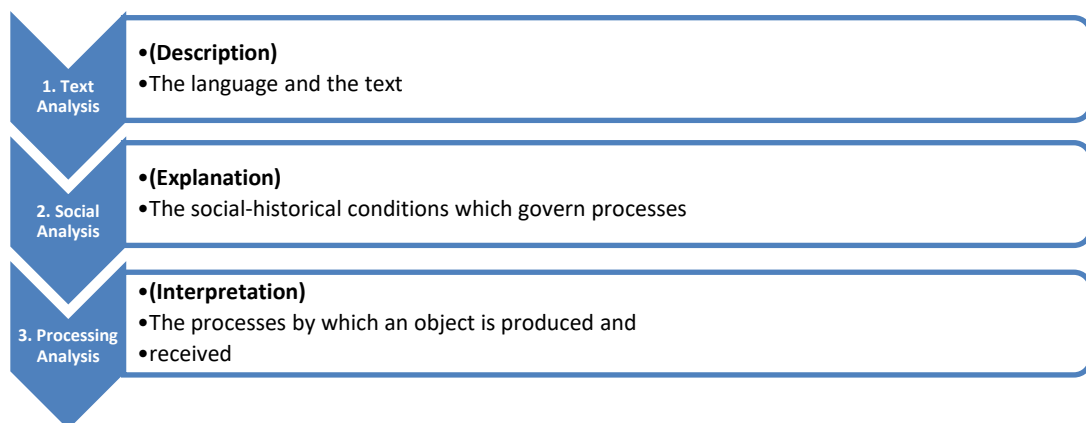 1. Text
Analysis
•(Description)
•The language and the text
2. Social
Analysis
•(Explanation)
•The social-historical conditions which govern processes
3. Processing
Analysis
•(Interpretation)
•The processes by which an object is produced and
•received